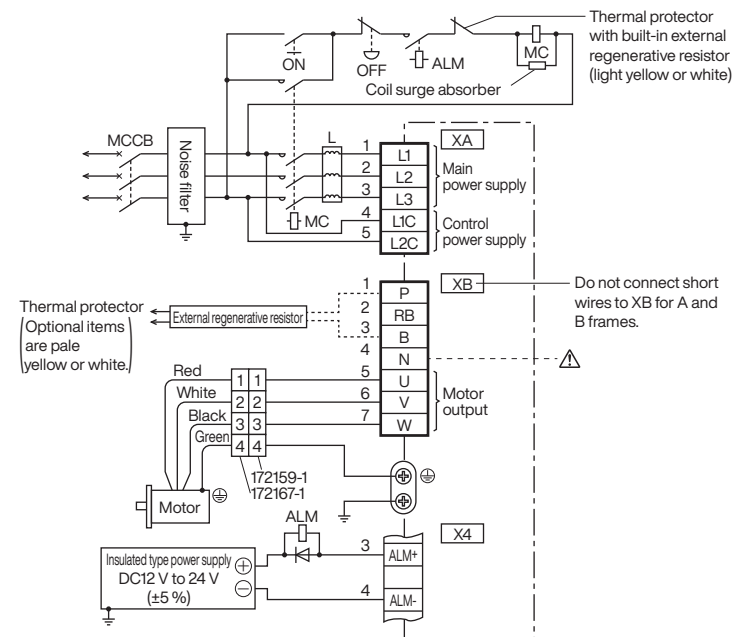 Thermal protector
with built-in external
regenerative resistor
(light yellow or white)
ON
OFF
ALM
MC
Coil surge absorber
MCCB
Noise filter
L
MC
XA
1
L1
2
L2
3
L3
Main
power supply
4
L1C
5
L2C
Control
power supply
XB
Do not connect short
wires to XB for A and
B frames.
Thermal protector
(Optional items
are pale
yellow or white.)
External regenerative resistor
1
P
2
RB
3
B
4
N
5
U
6
V
7
W
Motor
output
Red
1 1
White
2 2
Black
3 3
Green
4 4
172159-1
172167-1
Motor
ALM
X4
Insulated type power supply
DC12 V to 24 V
(±5 %)
+
−
3
ALM+
4
ALM-